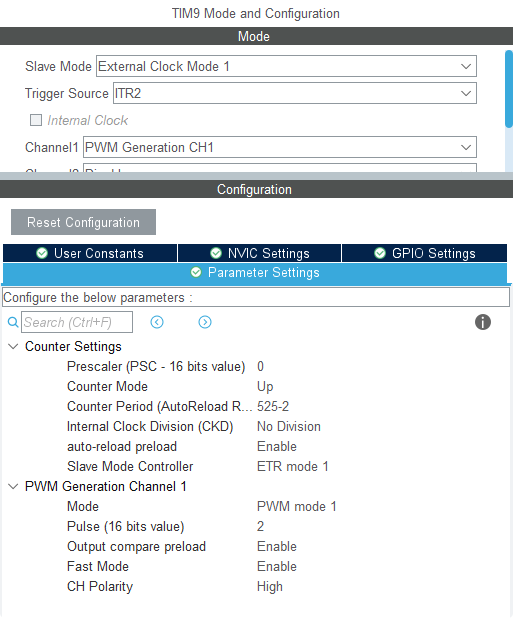 TIM9 Mode and Configuration
Mode
Slave Mode External Clock Mode 1
Trigger Source ITR2
Internal Clock
Channel1 PWM Generation CH1
Configuration
Reset Configuration
User Constants NVIC Settings GPIO Settings
Parameter Settings
Configure the below parameters :
Search (Ctrl+F)
Counter Settings
Prescaler (PSC - 16 bits value) 0
Counter Mode Up
Counter Period (AutoReload R... 525-2
Internal Clock Division (CKD) No Division
auto-reload preload Enable
Slave Mode Controller ETR mode 1
PWM Generation Channel 1
Mode PWM mode 1
Pulse (16 bits value) 2
Output compare preload Enable
Fast Mode Enable
CH Polarity High